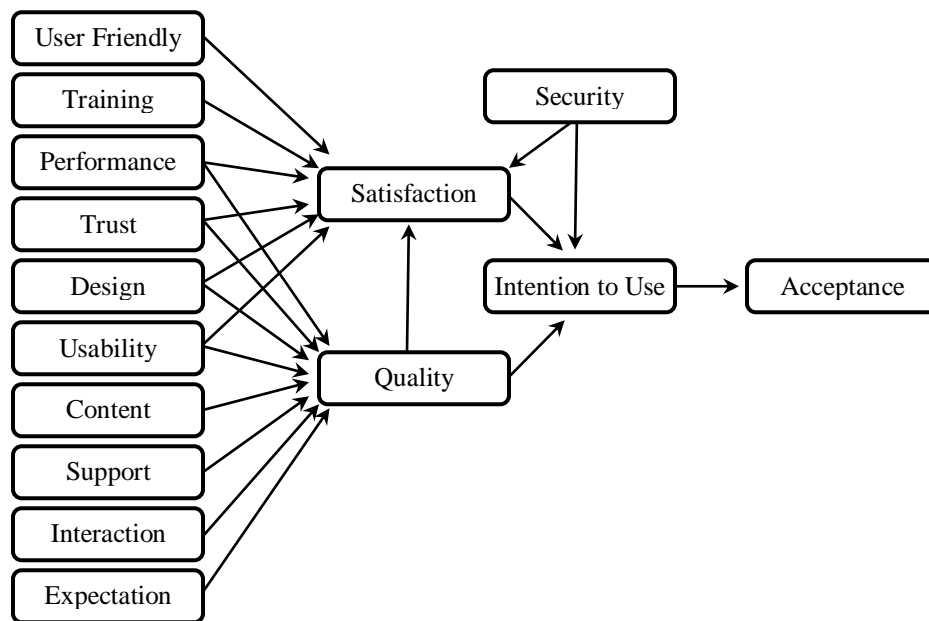 User Friendly
Training
Performance
Trust
Design
Usability
Content
Support
Interaction
Expectation
Satisfaction
Quality
Security
Intention to Use
Acceptance